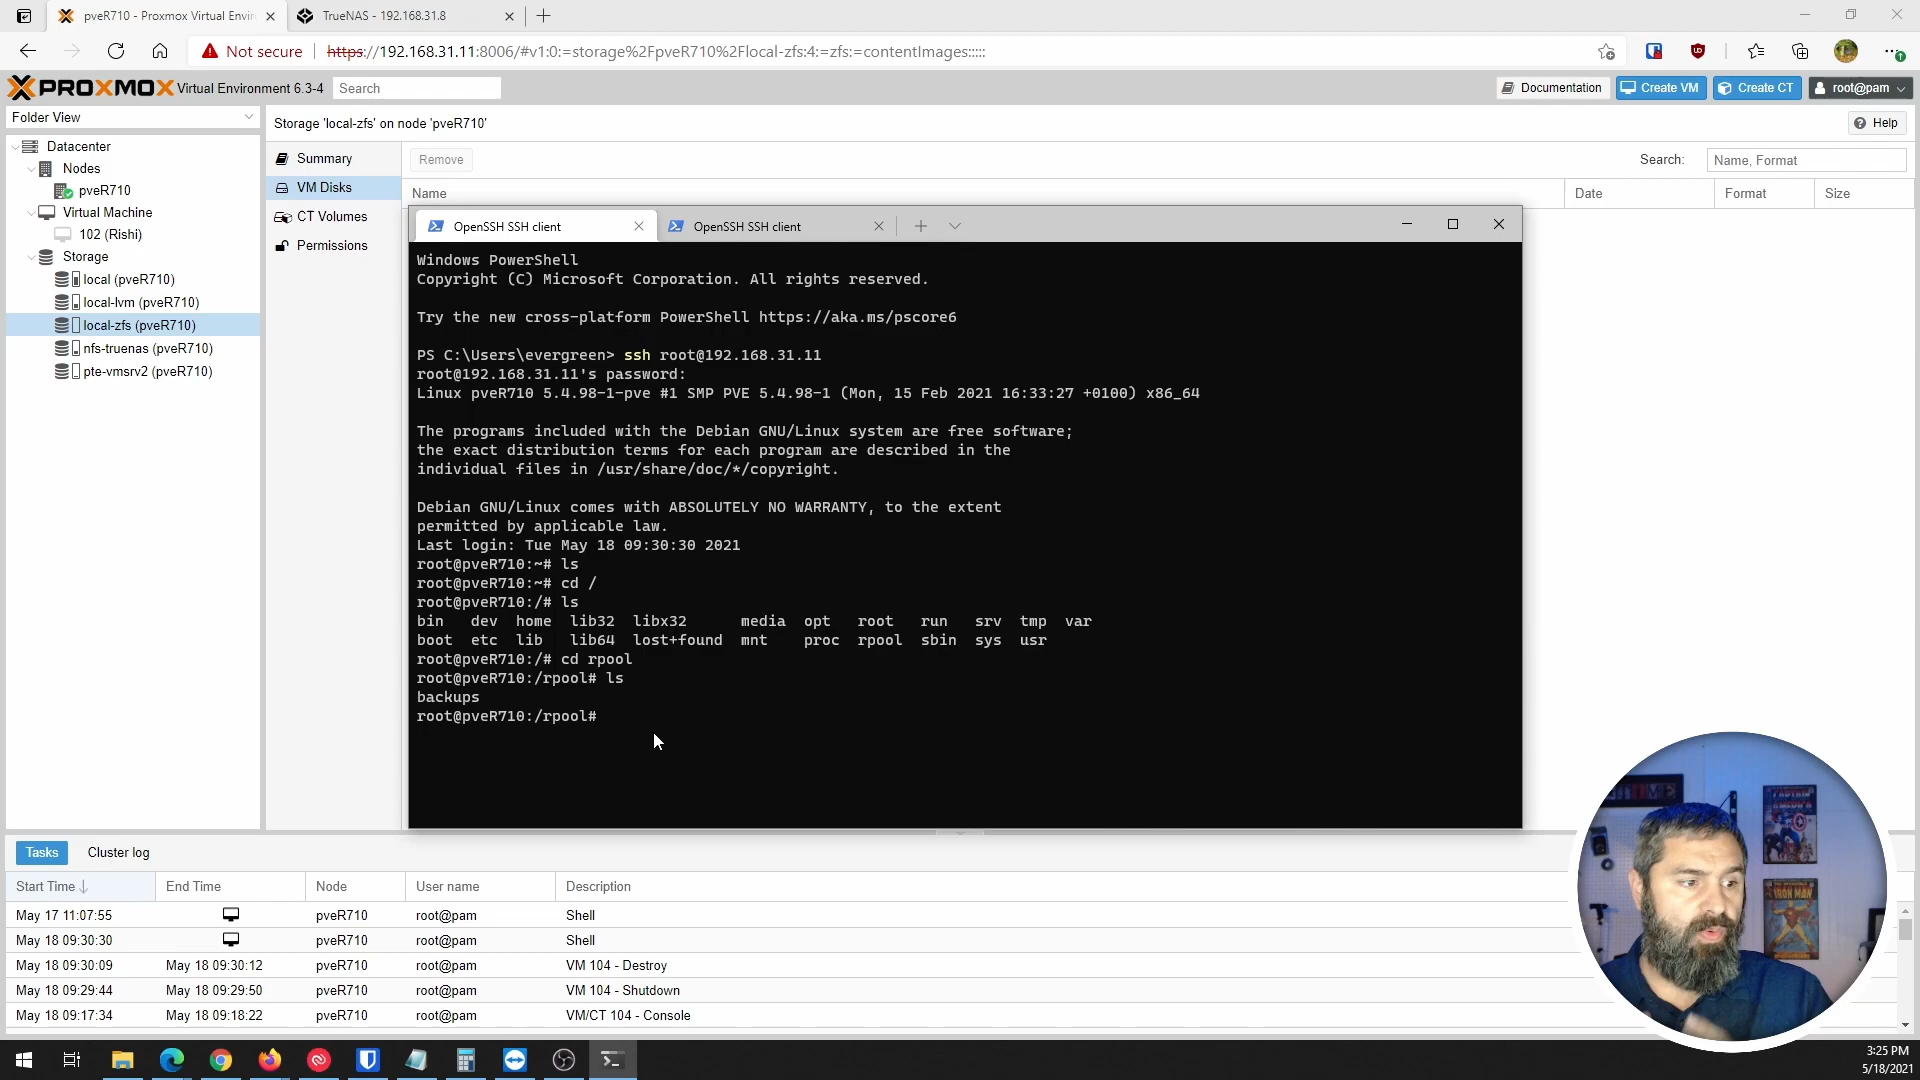 pveR710 - Proxmox Virtual Envir
TrueNAS - 192.168.31.8
Not secure
https://192.168.31.11:8006/#v1:0:=storage%2FpveR710%2Flocal-zfs:4:=zfs:=contentImages:::::
PROXMOX Virtual Environment 6.3-4
Search
Documentation
Create VM
Create CT
root@pam
Folder View
Storage 'local-zfs' on node 'pveR710'
Help
Datacenter
Nodes
pveR710
Virtual Machine
102 (Rishi)
Storage
local (pveR710)
local-lvm (pveR710)
local-zfs (pveR710)
nfs-truenas (pveR710)
pte-vmsrv2 (pveR710)
Summary
VM Disks
CT Volumes
Permissions
Remove
Search:
Name, Format
Name
Date
Format
Size
OpenSSH SSH client
OpenSSH SSH client
Windows PowerShell
Copyright (C) Microsoft Corporation. All rights reserved.
Try the new cross-platform PowerShell https://aka.ms/pscore6
PS C:\Users\evergreen> ssh root@192.168.31.11
root@192.168.31.11's password:
Linux pveR710 5.4.98-1-pve #1 SMP PVE 5.4.98-1 (Mon, 15 Feb 2021 16:33:27 +0100) x86_64
The programs included with the Debian GNU/Linux system are free software;
the exact distribution terms for each program are described in the
individual files in /usr/share/doc/*/copyright.
Debian GNU/Linux comes with ABSOLUTELY NO WARRANTY, to the extent
permitted by applicable law.
Last login: Tue May 18 09:30:30 2021
root@pveR710:~# ls
root@pveR710:~# cd /
root@pveR710:/# ls
bin dev home lib32 libx32 media opt root run srv tmp var
boot etc lib lib64 lost+found mnt proc rpool sbin sys usr
root@pveR710:/# cd rpool
root@pveR710:/rpool# ls
backups
root@pveR710:/rpool#
Tasks
Cluster log
Start Time
End Time
Node
User name
Description
May 17 11:07:55
pveR710
root@pam
Shell
May 18 09:30:30
pveR710
root@pam
Shell
May 18 09:30:09
May 18 09:30:12
pveR710
root@pam
VM 104 - Destroy
May 18 09:29:44
May 18 09:29:50
pveR710
root@pam
VM 104 - Shutdown
May 18 09:17:34
May 18 09:18:22
pveR710
root@pam
VM/CT 104 - Console
CAPTAIN AMERICA
IRON MAN
3:25 PM
5/18/2021